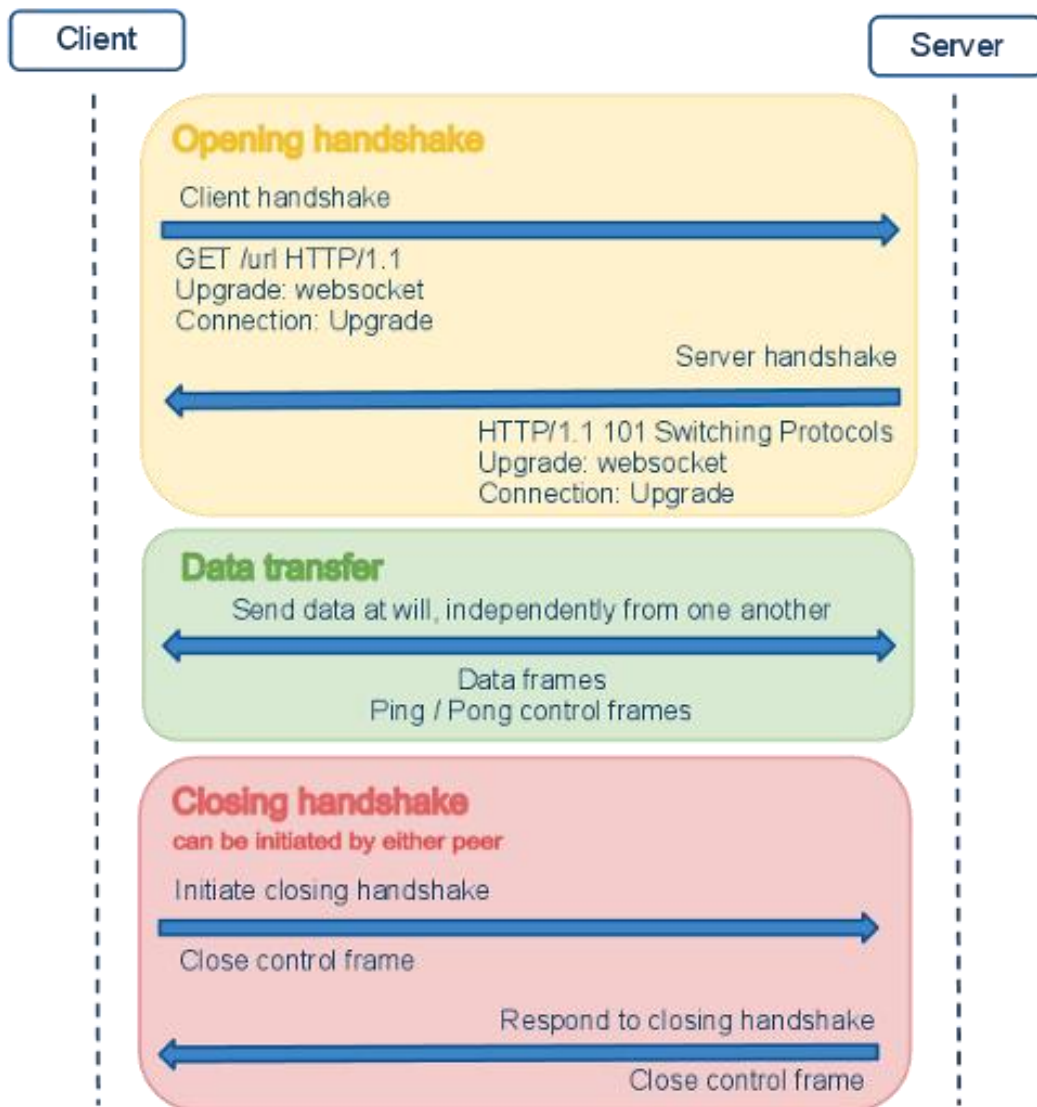 Client
Server
Opening handshake
Client handshake
GET /url HTTP/1.1
Upgrade: websocket
Connection: Upgrade
Server handshake
HTTP/1.1 101 Switching Protocols
Upgrade: websocket
Connection: Upgrade
Data transfer
Send data at will, independently from one another
Data frames
Ping / Pong control frames
Closing handshake
can be initiated by either peer
Initiate closing handshake
Close control frame
Respond to closing handshake
Close control frame